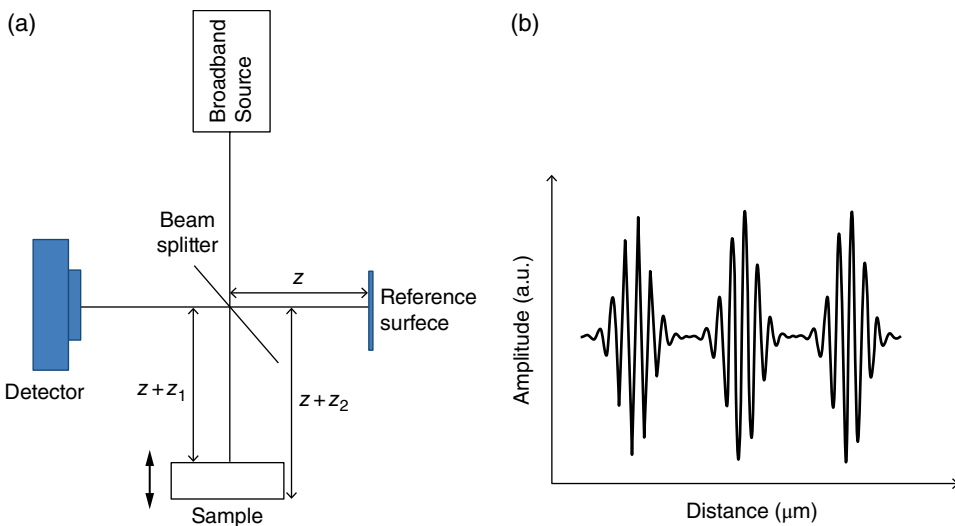 (a)
Broadband
Source
Beam
splitter
z
Reference
surfece
Detector
z + z1
z + z2
Sample
(b)
Amplitude (a.u.)
Distance (μm)